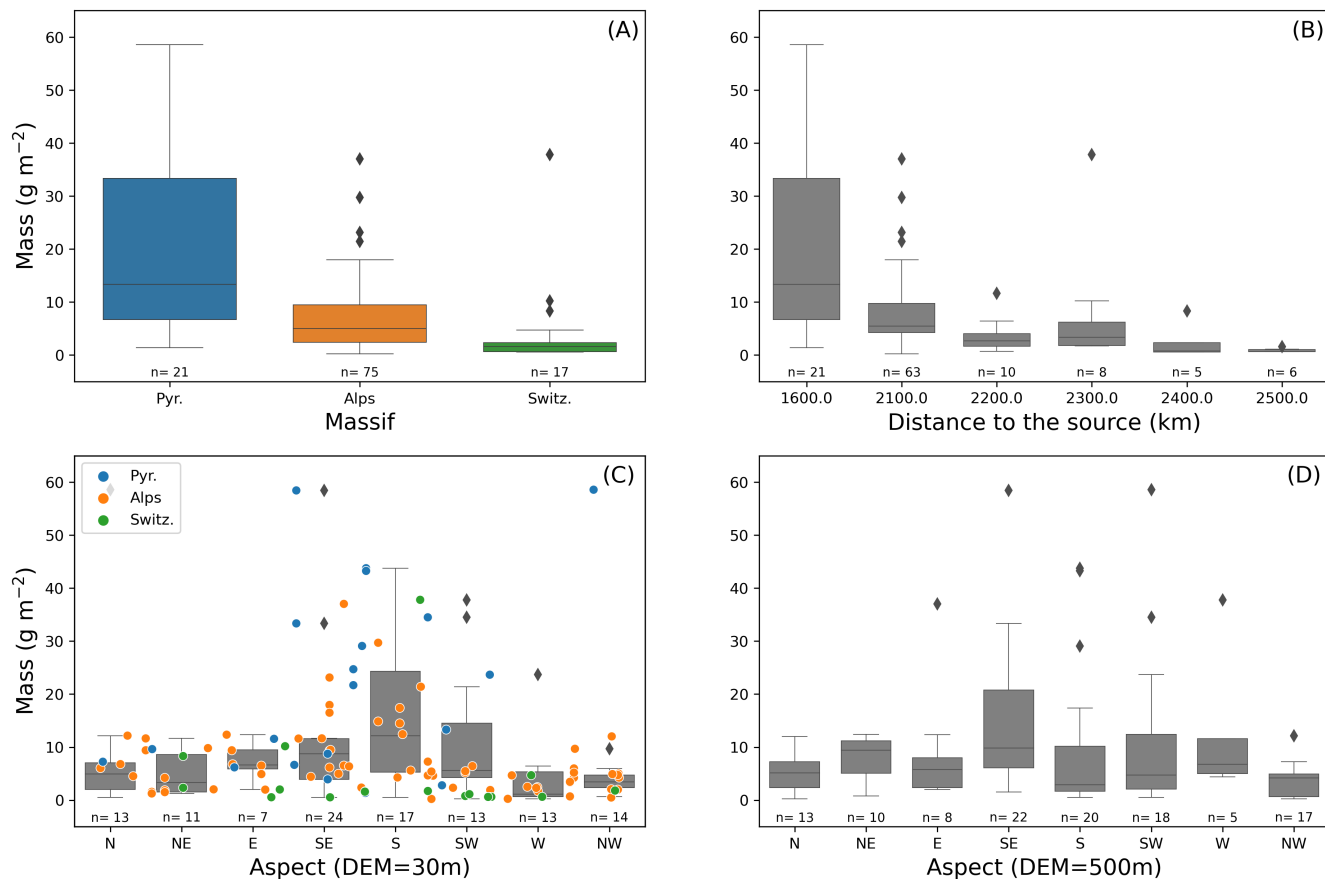 (A)
60
50
40
30
20
10
0
Mass (g m⁻²)
n= 21
n= 75
n= 17
Pyr.
Alps
Switz.
Massif
(B)
60
50
40
30
20
10
0
n= 21
n= 63
n= 10
n= 8
n= 5
n= 6
1600.0
2100.0
2200.0
2300.0
2400.0
2500.0
Distance to the source (km)
(C)
Pyr.
Alps
Switz.
60
50
40
30
20
10
0
Mass (g m⁻²)
n= 13
n= 11
n= 7
n= 24
n= 17
n= 13
n= 13
n= 14
N
NE
E
SE
S
SW
W
NW
Aspect (DEM=30m)
(D)
60
50
40
30
20
10
0
n= 13
n= 10
n= 8
n= 22
n= 20
n= 18
n= 5
n= 17
N
NE
E
SE
S
SW
W
NW
Aspect (DEM=500m)